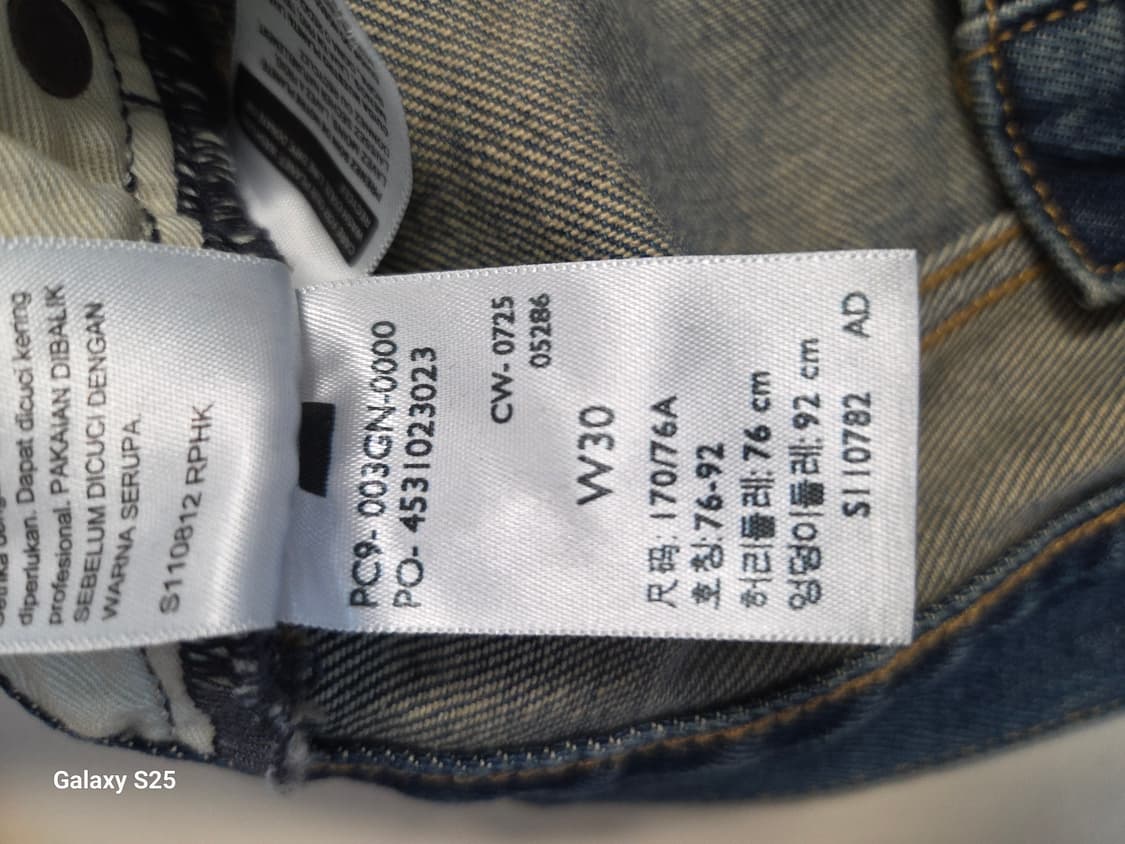 diperlukan. Dapat dicuci kering
profesional. PAKAIAN DIBALIK
SEBELUM DICUCI DENGAN
WARNA SERUPA.
S110812 RPHK
PC9- 003GN-0000
PO- 4531023023
CW- 0725
05286
W30
尺码: 170/76A
호칭:76-92
허리둘레: 76 cm
엉덩이둘레: 92 cm
S110782 AD
Galaxy S25